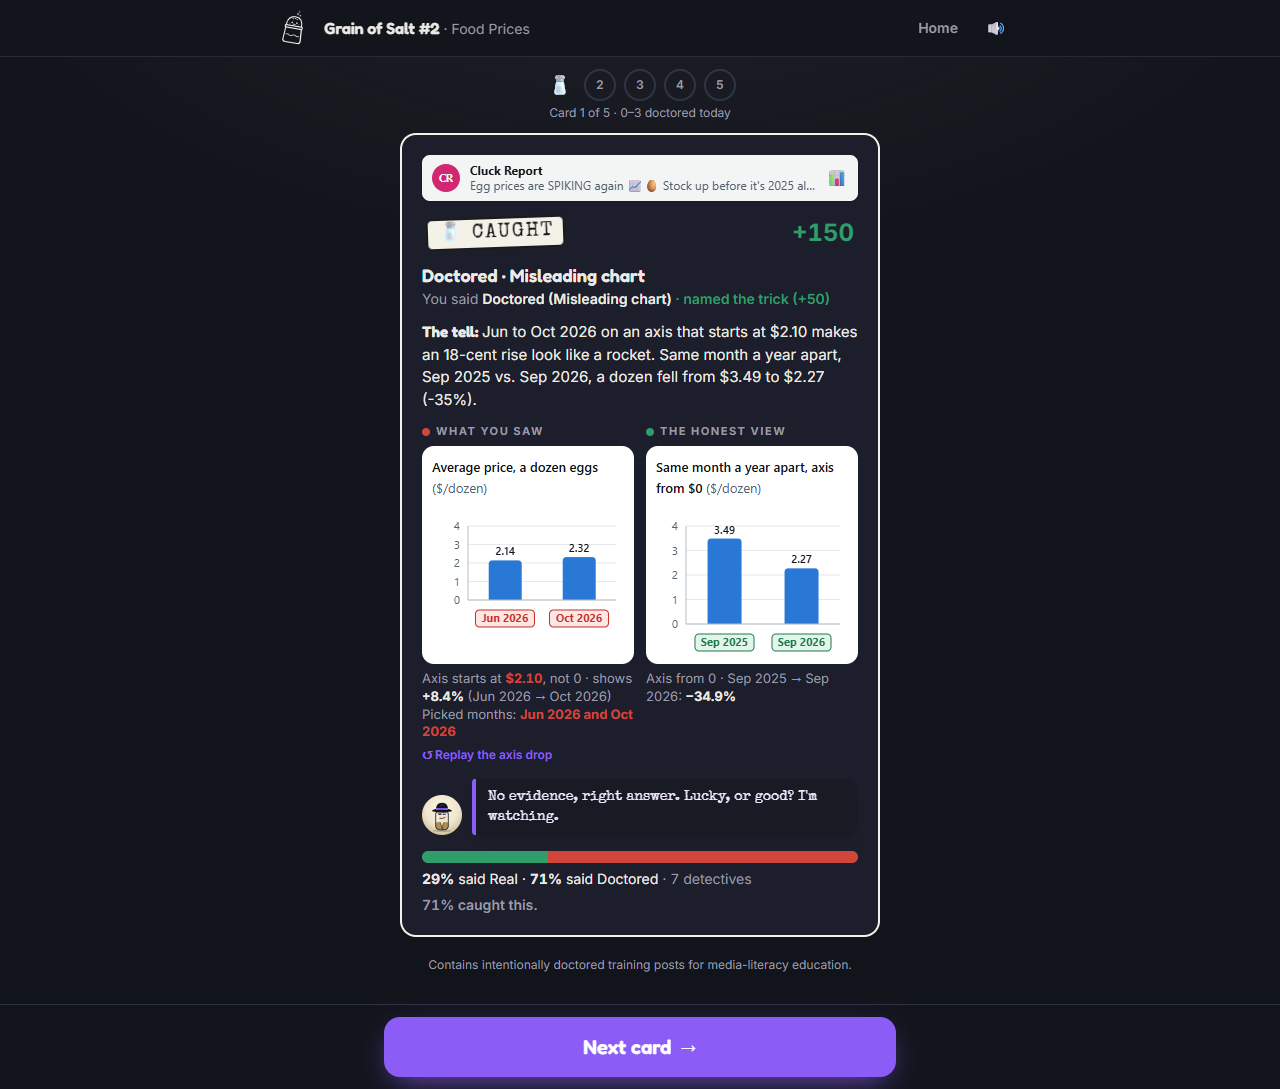 Grain of Salt #2 · Food Prices
Home
2 3 4 5
Card 1 of 5 · 0–3 doctored today
CR
Cluck Report
Egg prices are SPIKING again 📈 🥚 Stock up before it's 2025 al...
CAUGHT
+150
Doctored · Misleading chart
You said Doctored (Misleading chart) · named the trick (+50)
The tell: Jun to Oct 2026 on an axis that starts at $2.10 makes
an 18-cent rise look like a rocket. Same month a year apart,
Sep 2025 vs. Sep 2026, a dozen fell from $3.49 to $2.27
(-35%).
WHAT YOU SAW
Average price, a dozen eggs
($/dozen)
4
3
2
1
0
2.14
2.32
Jun 2026
Oct 2026
Axis starts at $2.10, not 0 · shows
+8.4% (Jun 2026 → Oct 2026)
Picked months: Jun 2026 and Oct
2026
↺ Replay the axis drop
THE HONEST VIEW
Same month a year apart, axis
from $0 ($/dozen)
4
3
2
1
0
3.49
2.27
Sep 2025
Sep 2026
Axis from 0 · Sep 2025 → Sep
2026: −34.9%
No evidence, right answer. Lucky, or good? I'm
watching.
29% said Real · 71% said Doctored · 7 detectives
71% caught this.
Contains intentionally doctored training posts for media-literacy education.
Next card →